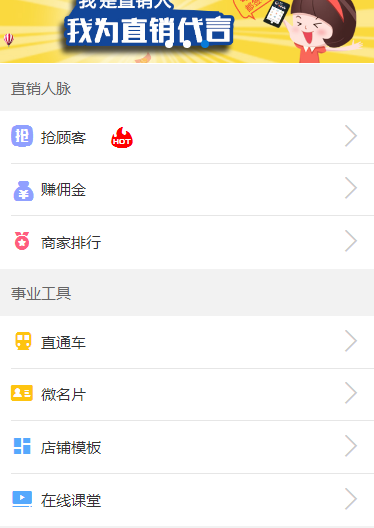 我是直销人
我为直销代言
直销人脉
抢 抢顾客 HOT
赚佣金
商家排行
事业工具
直通车
微名片
店铺模板
在线课堂